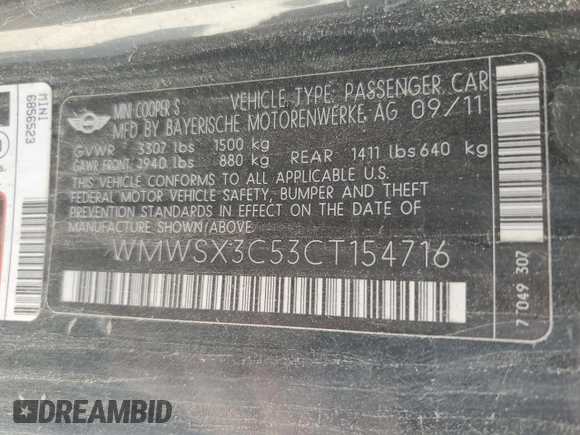 MINI COOPER S VEHICLE TYPE: PASSENGER CAR
MFD BY BAYERISCHE MOTORENWERKE AG 09/11
GVWR 3307 lbs 1500 kg
GAWR FRONT 1940 lbs 880 kg REAR 1411 lbs 640 kg
THIS VEHICLE CONFORMS TO ALL APPLICABLE U.S.
FEDERAL MOTOR VEHICLE SAFETY, BUMPER AND THEFT
PREVENTION STANDARDS IN EFFECT ON THE DATE OF
MANUFACTURE SHOWN ABOVE.
WMWSX3C53CT154716
7 049 307
MINI
6856523
DREAMBID